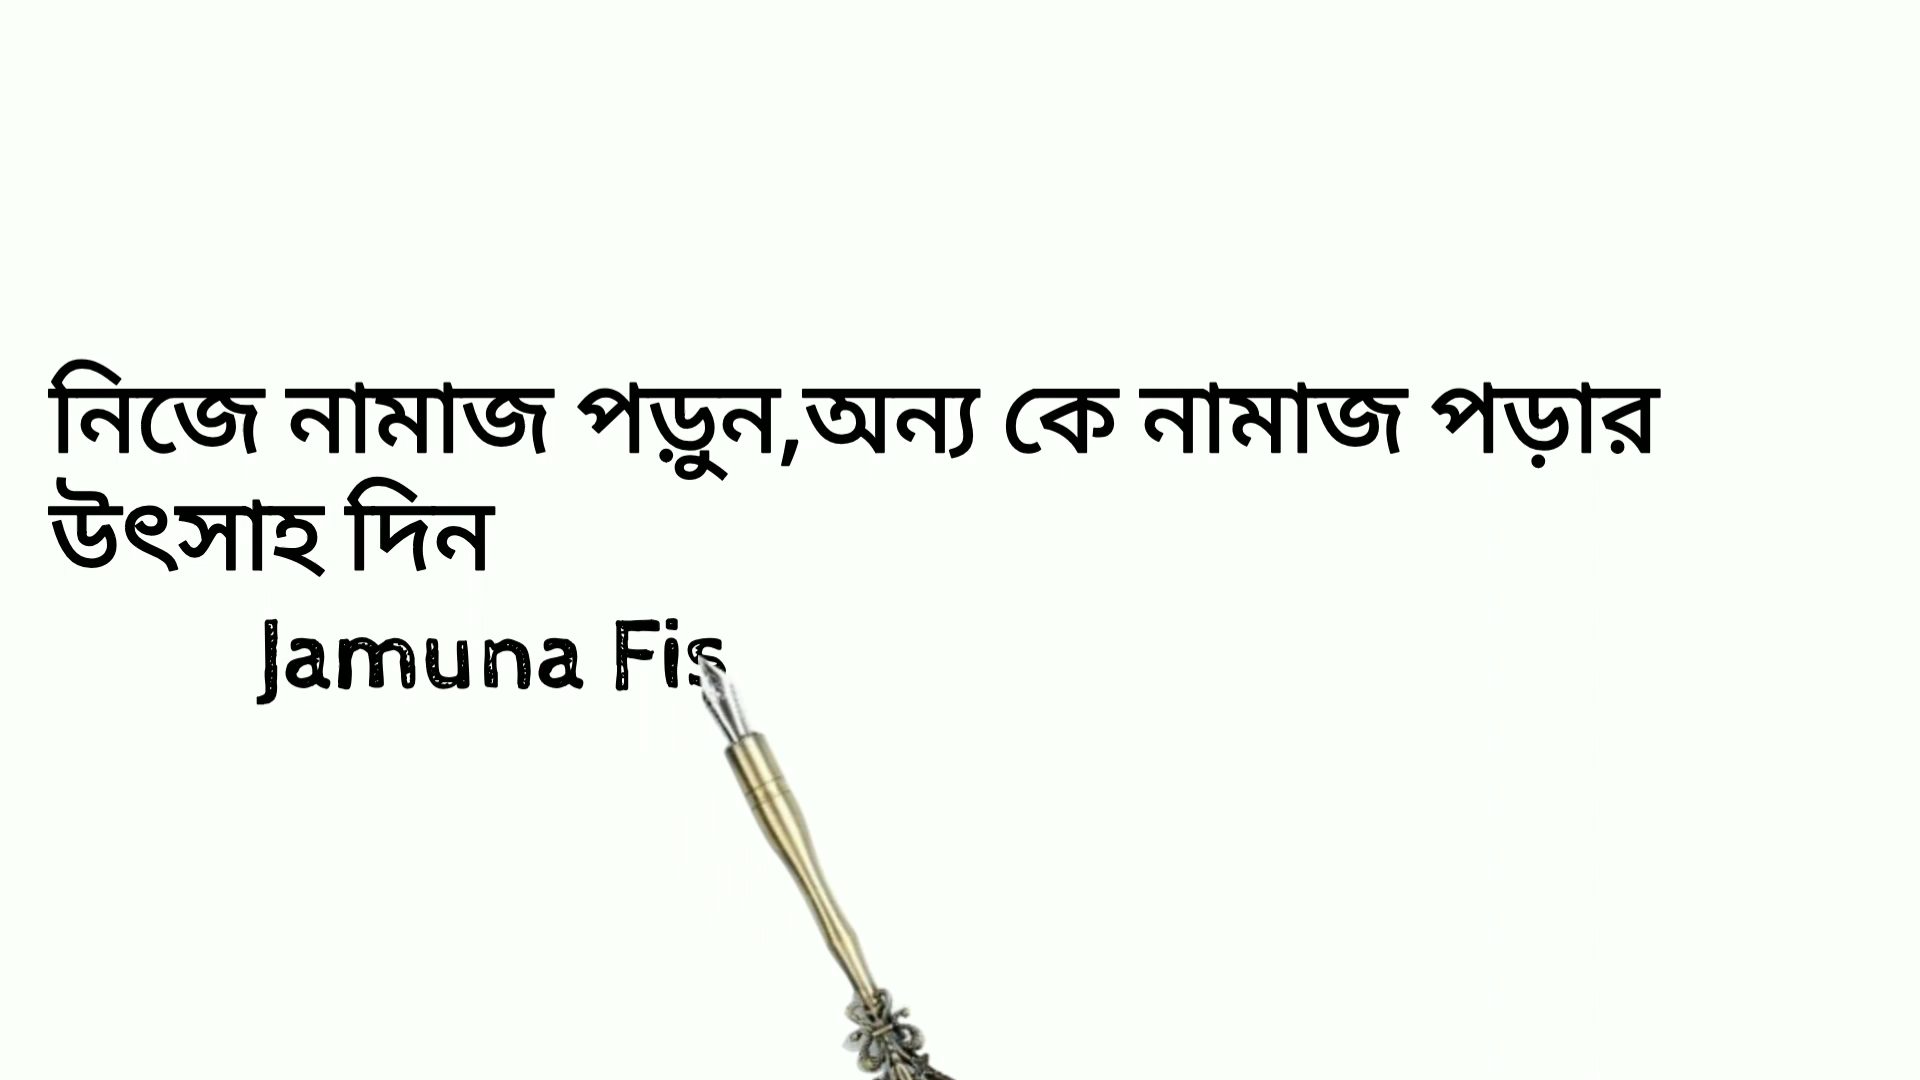 নিজে নামাজ পড়ুন,অন্য কে নামাজ পড়ার
উৎসাহ দিন
Jamuna Fis